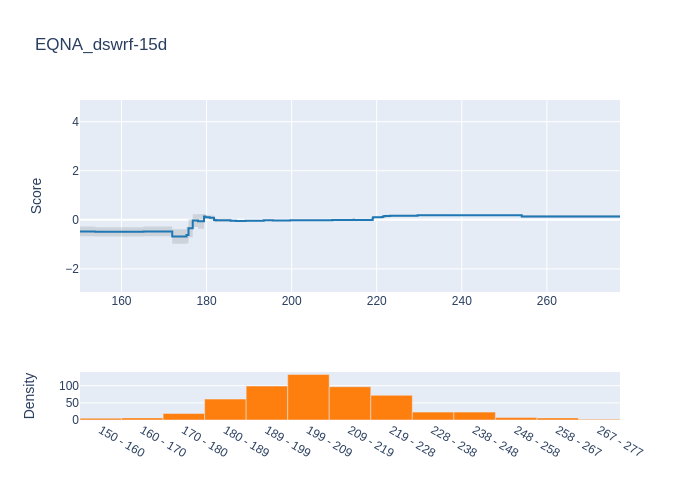 EQNA_dswrf-15d
Score
4
2
0
−2
160
180
200
220
240
260
Density
100
50
0
150 - 160
160 - 170
170 - 180
180 - 189
189 - 199
199 - 209
209 - 219
219 - 228
228 - 238
238 - 248
248 - 258
258 - 267
267 - 277